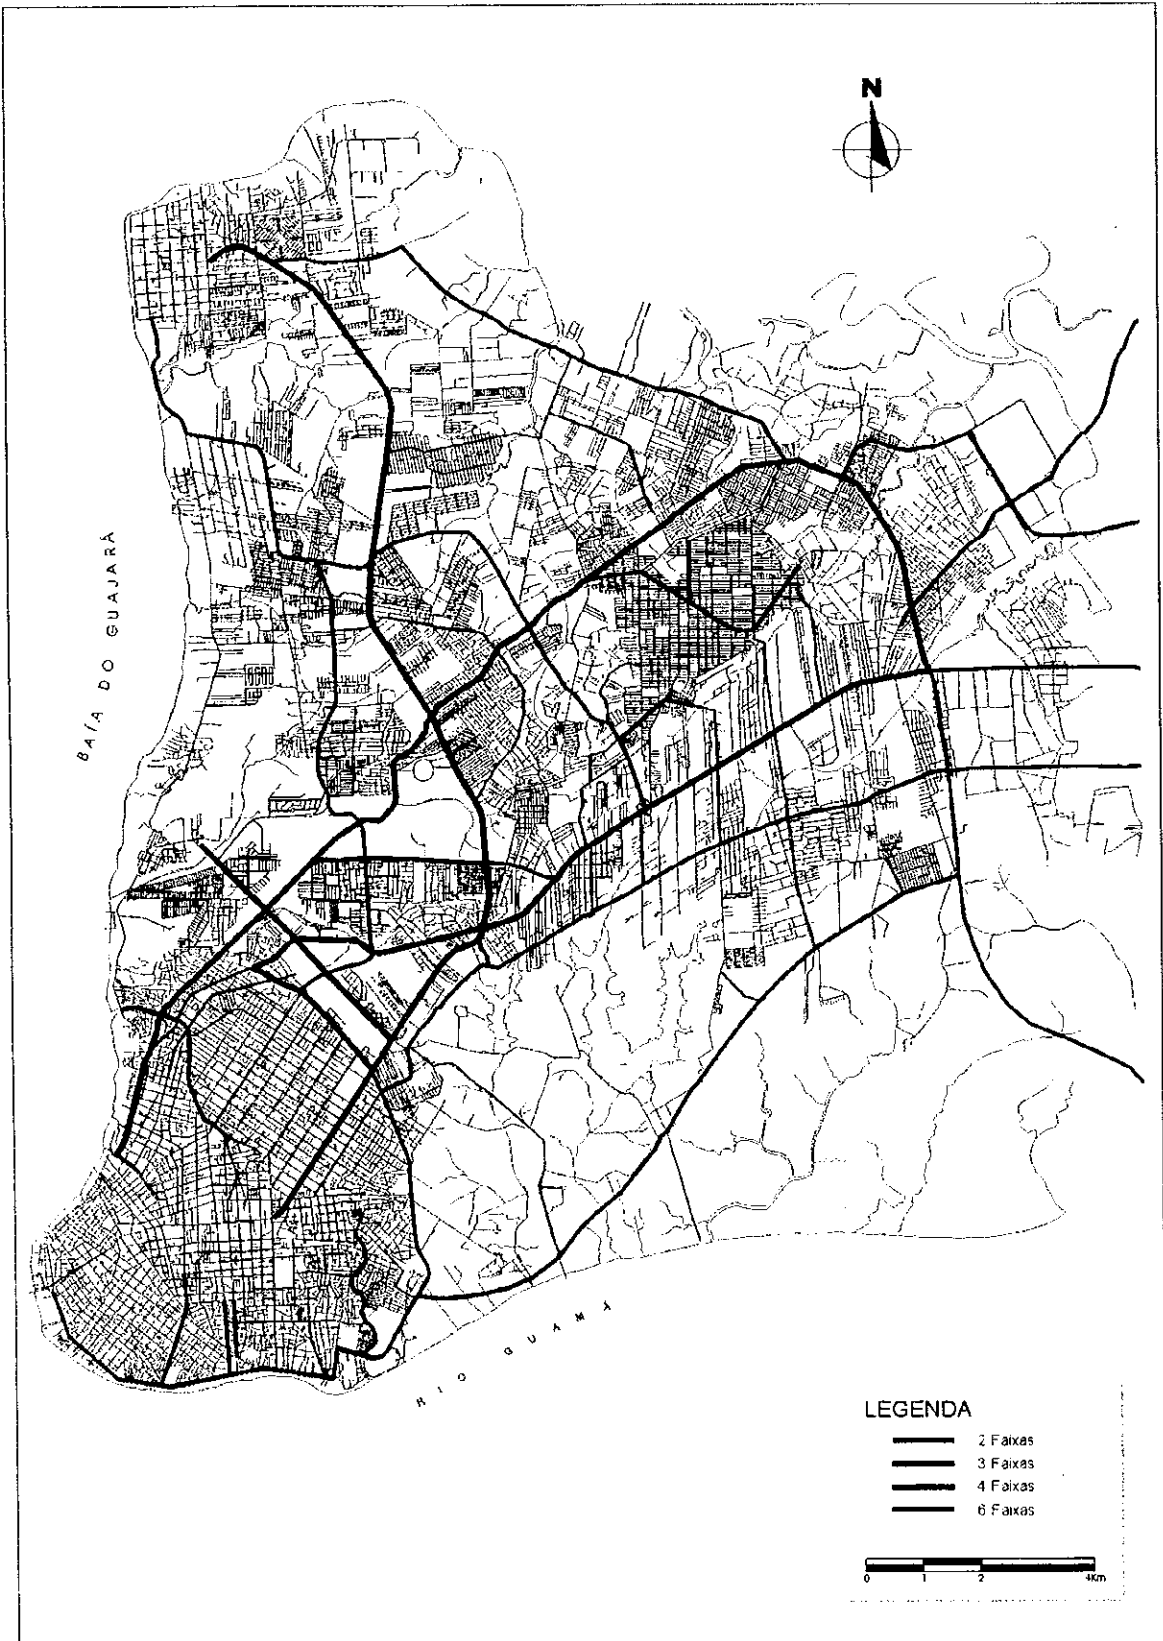 N
BAÍA DO GUAJARÁ
RIO GUAMÁ
LEGENDA
2 Faixas
3 Faixas
4 Faixas
6 Faixas
0 1 2 4Km